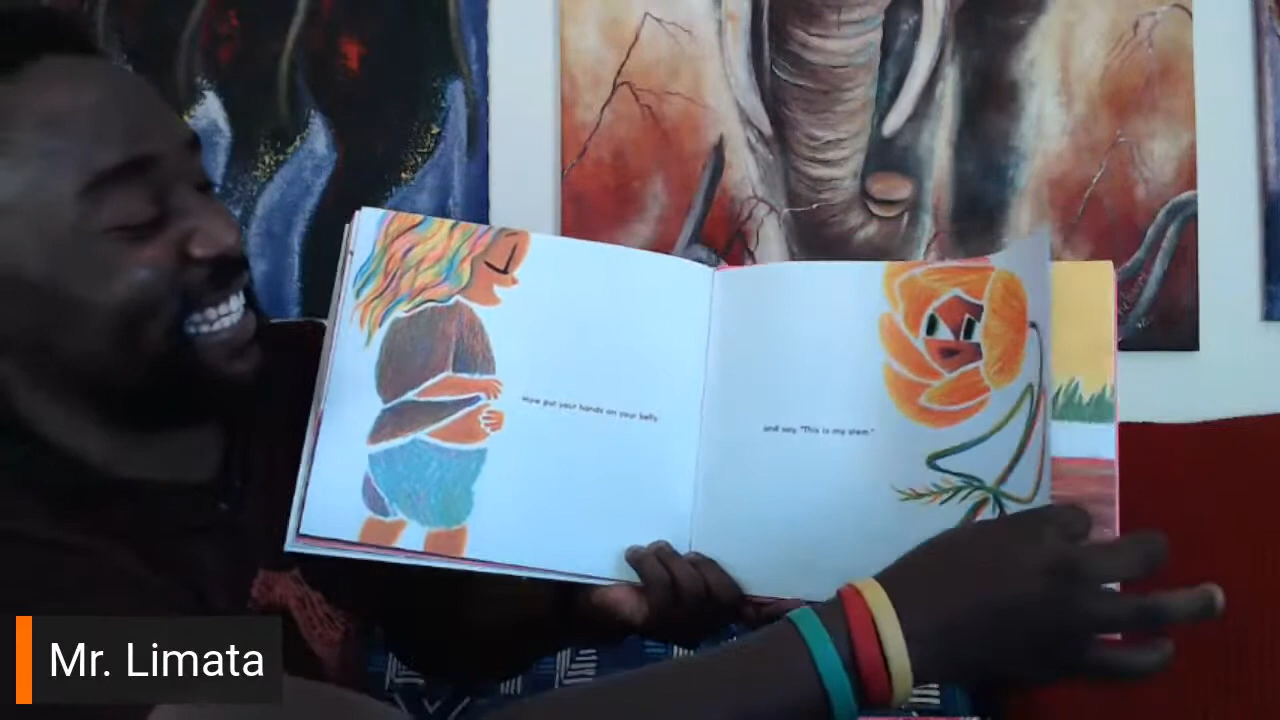 Now put your hands on your belly
and say, "This is my stem."
Mr. Limata